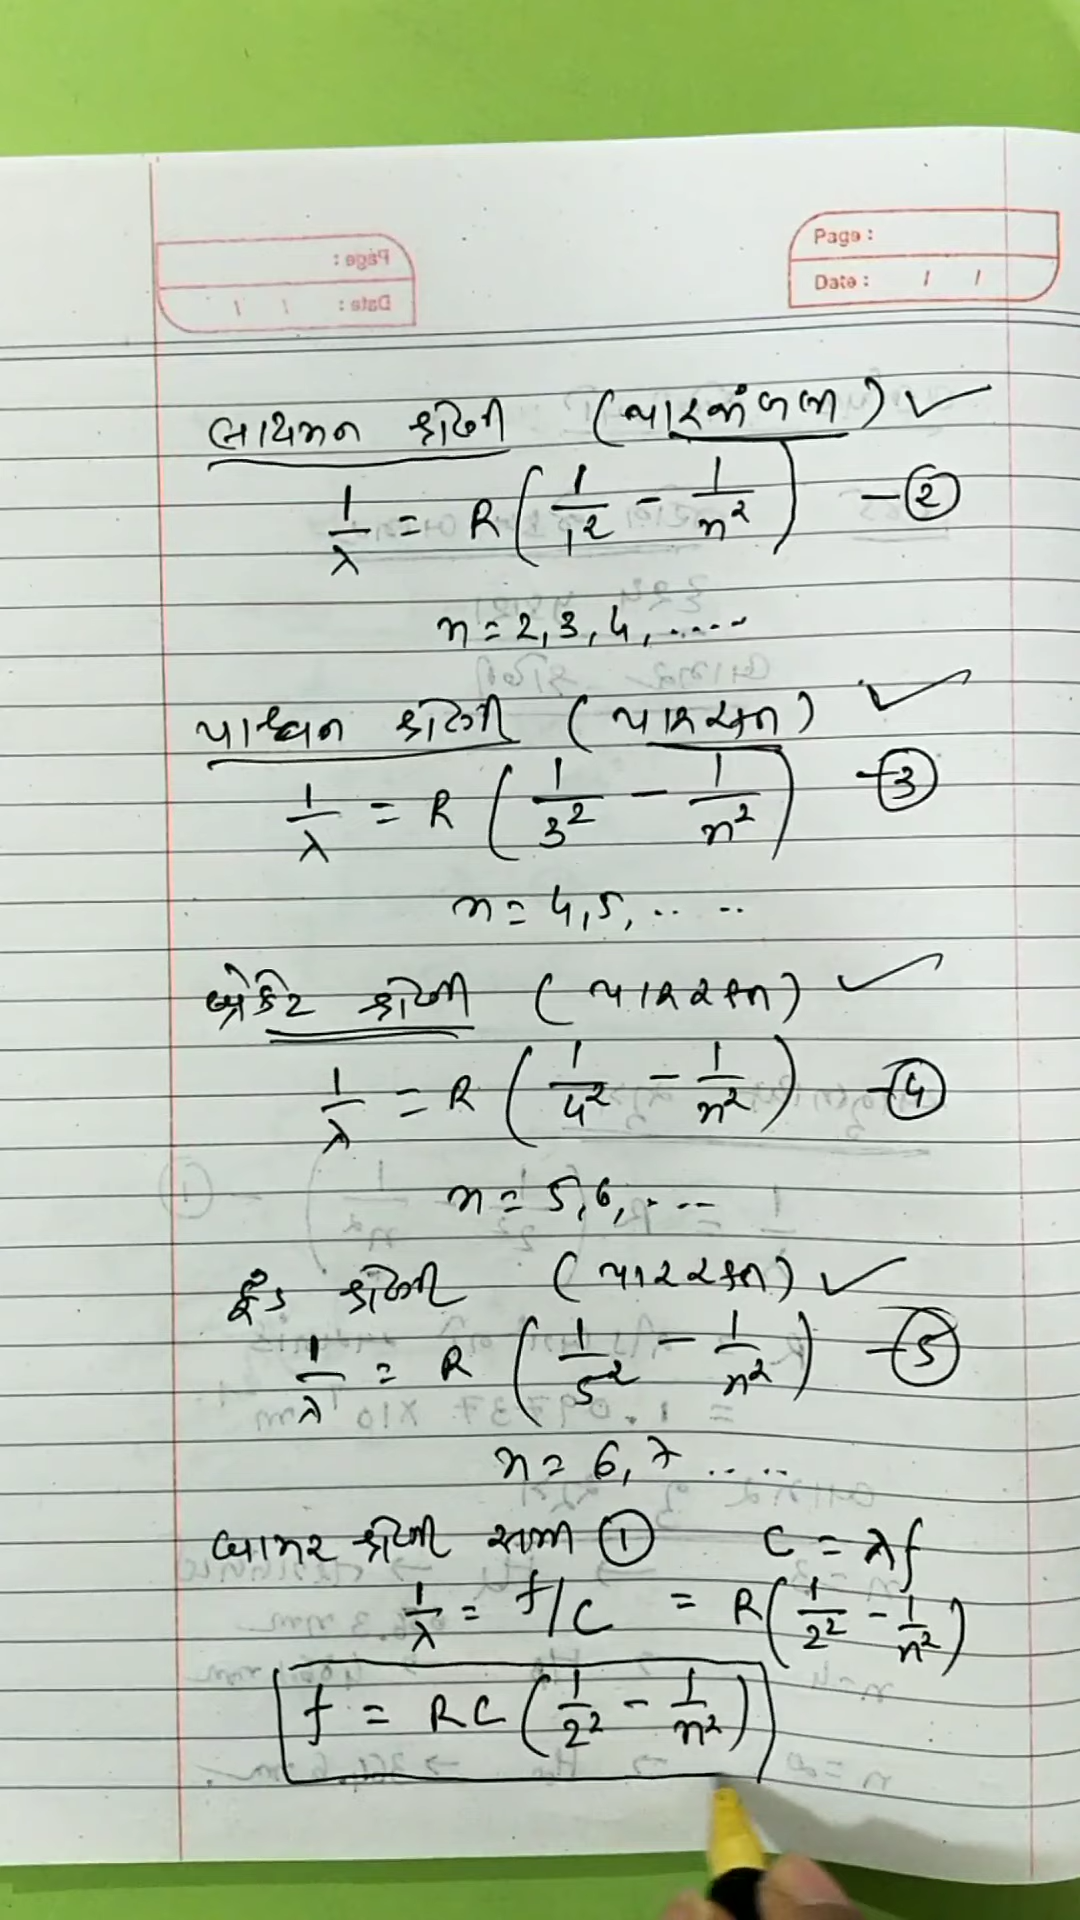 Page :
Date : / /
લાયમન શ્રેણી (પારજાંબલી) ✓
1/λ = R(1/1² − 1/n²) −②
n = 2, 3, 4, .....
પાશ્ચન શ્રેણી (પારરક્ત) ✓
1/λ = R(1/3² − 1/n²) −③
n = 4, 5, .. ..
બ્રેકેટ શ્રેણી (પારરક્ત) ✓
1/λ = R(1/4² − 1/n²) −④
n = 5, 6, ....
ફંડ શ્રેણી (પારરક્ત) ✓
1/λ = R(1/5² − 1/n²) −⑤
n = 6, 7 .....
બામર શ્રેણી સમી ① C = λf
1/λ = f/C = R(1/2² − 1/n²)
f = RC(1/2² − 1/n²)